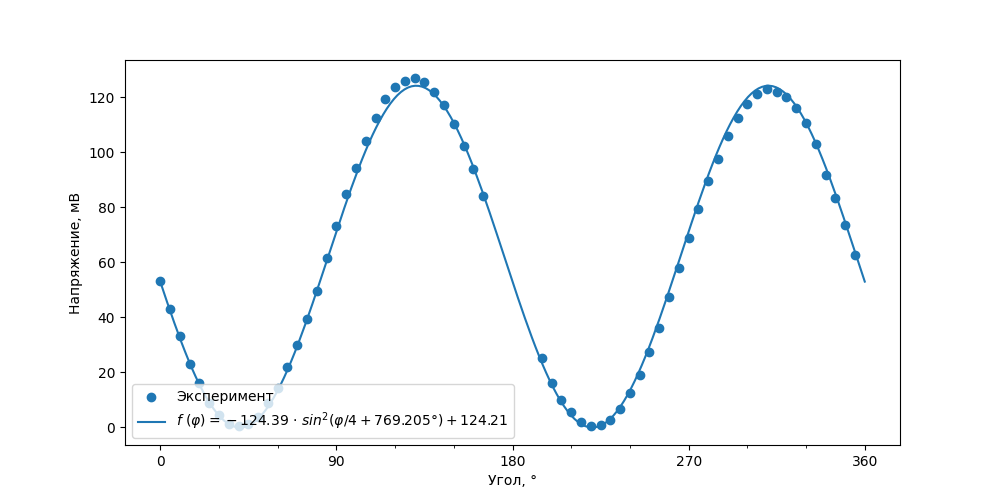 120
100
80
60
40
20
0
Напряжение, мВ
Эксперимент
f (φ) = −124.39 · sin²(φ/4 + 769.205°) + 124.21
0 90 180 270 360
Угол, °